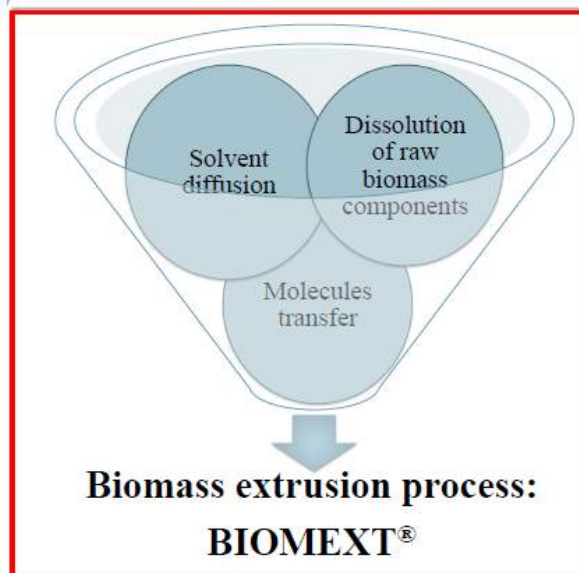 Solvent
diffusion
Dissolution
of raw
biomass
components
Molecules
transfer
Biomass extrusion process:
BIOMEXT®